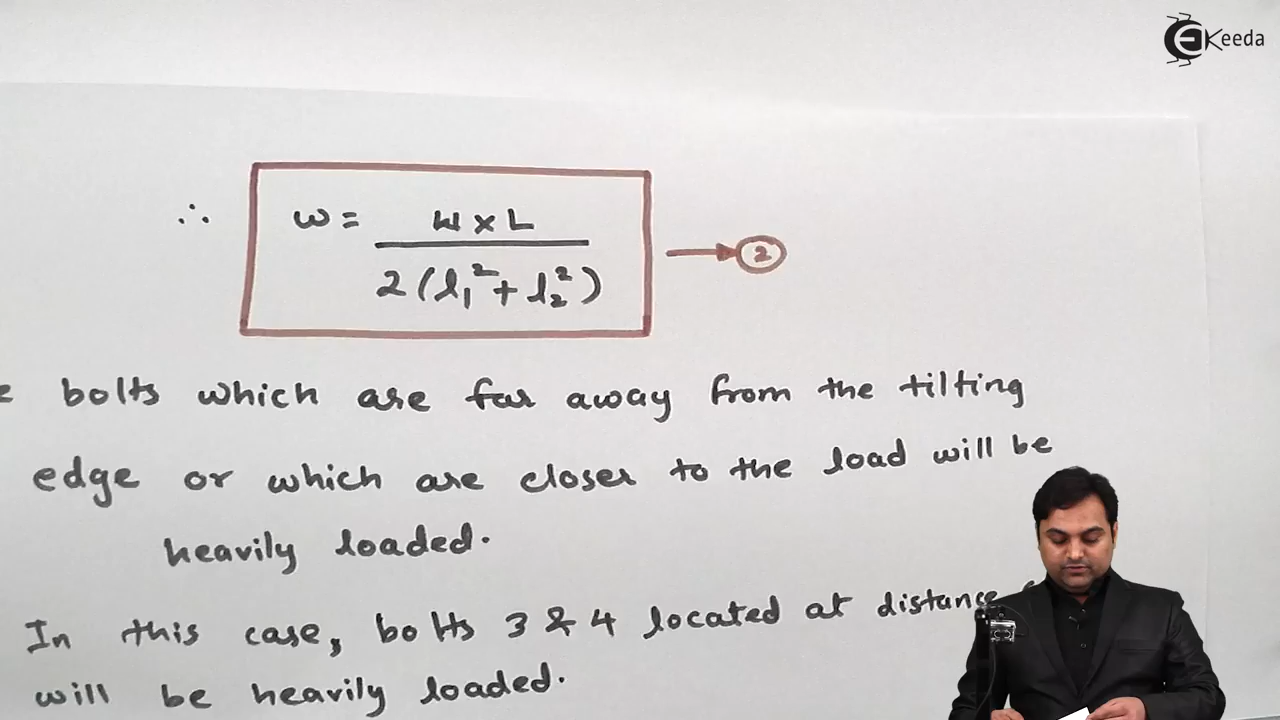 Keeda
∴ w = W × L / 2 (l₁² + l₂²) → 2
bolts which are far away from the tilting
edge or which are closer to the load will be
heavily loaded.
In this case, bolts 3 & 4 located at distance
will be heavily loaded.